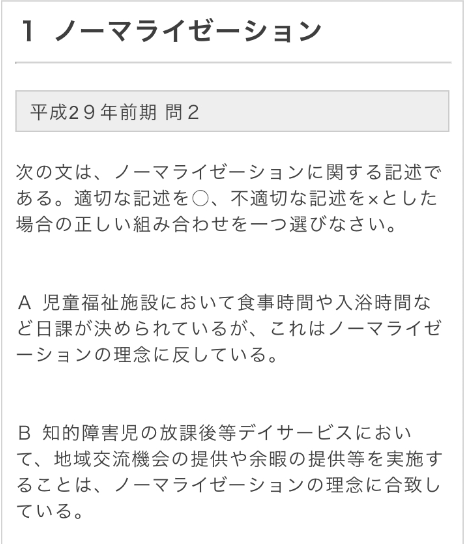 1 ノーマライゼーション
平成2９年前期 問２
次の文は、ノーマライゼーションに関する記述で
ある。適切な記述を○、不適切な記述を×とした
場合の正しい組み合わせを一つ選びなさい。
Ａ 児童福祉施設において食事時間や入浴時間な
ど日課が決められているが、これはノーマライゼ
ーションの理念に反している。
Ｂ 知的障害児の放課後等デイサービスにおい
て、地域交流機会の提供や余暇の提供等を実施す
ることは、ノーマライゼーションの理念に合致し
ている。